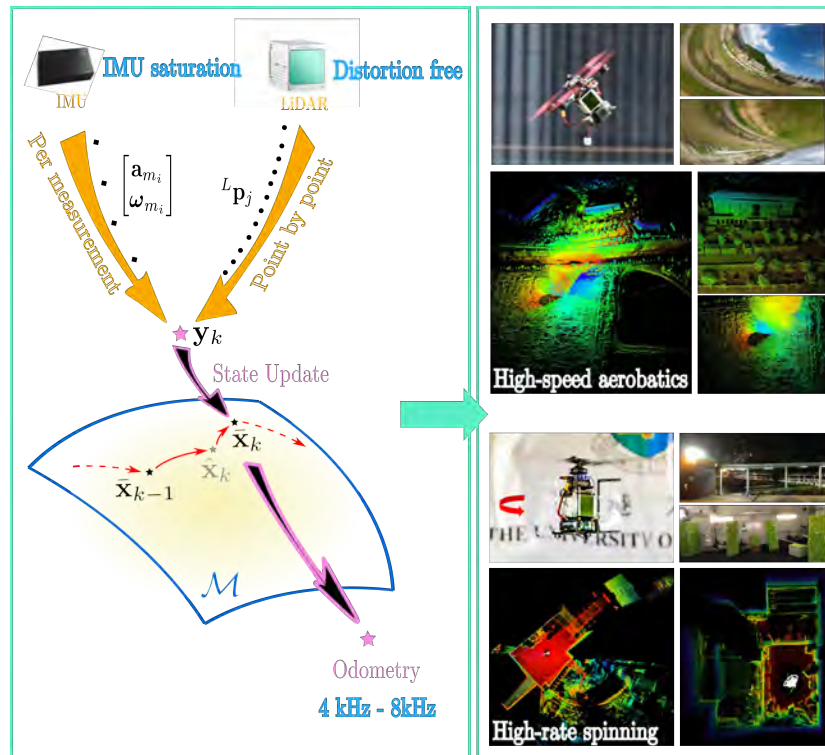 IMU saturation
Distortion free
IMU
LiDAR
Per measurement
[a_{m_i}
ω_{m_i}]
^L p_j
Point by point
y_k
State Update
x̄_k
x̂_k
x̄_{k−1}
ℳ
Odometry
4 kHz - 8kHz
High-speed aerobatics
THE UNIVERSITY O
High-rate spinning